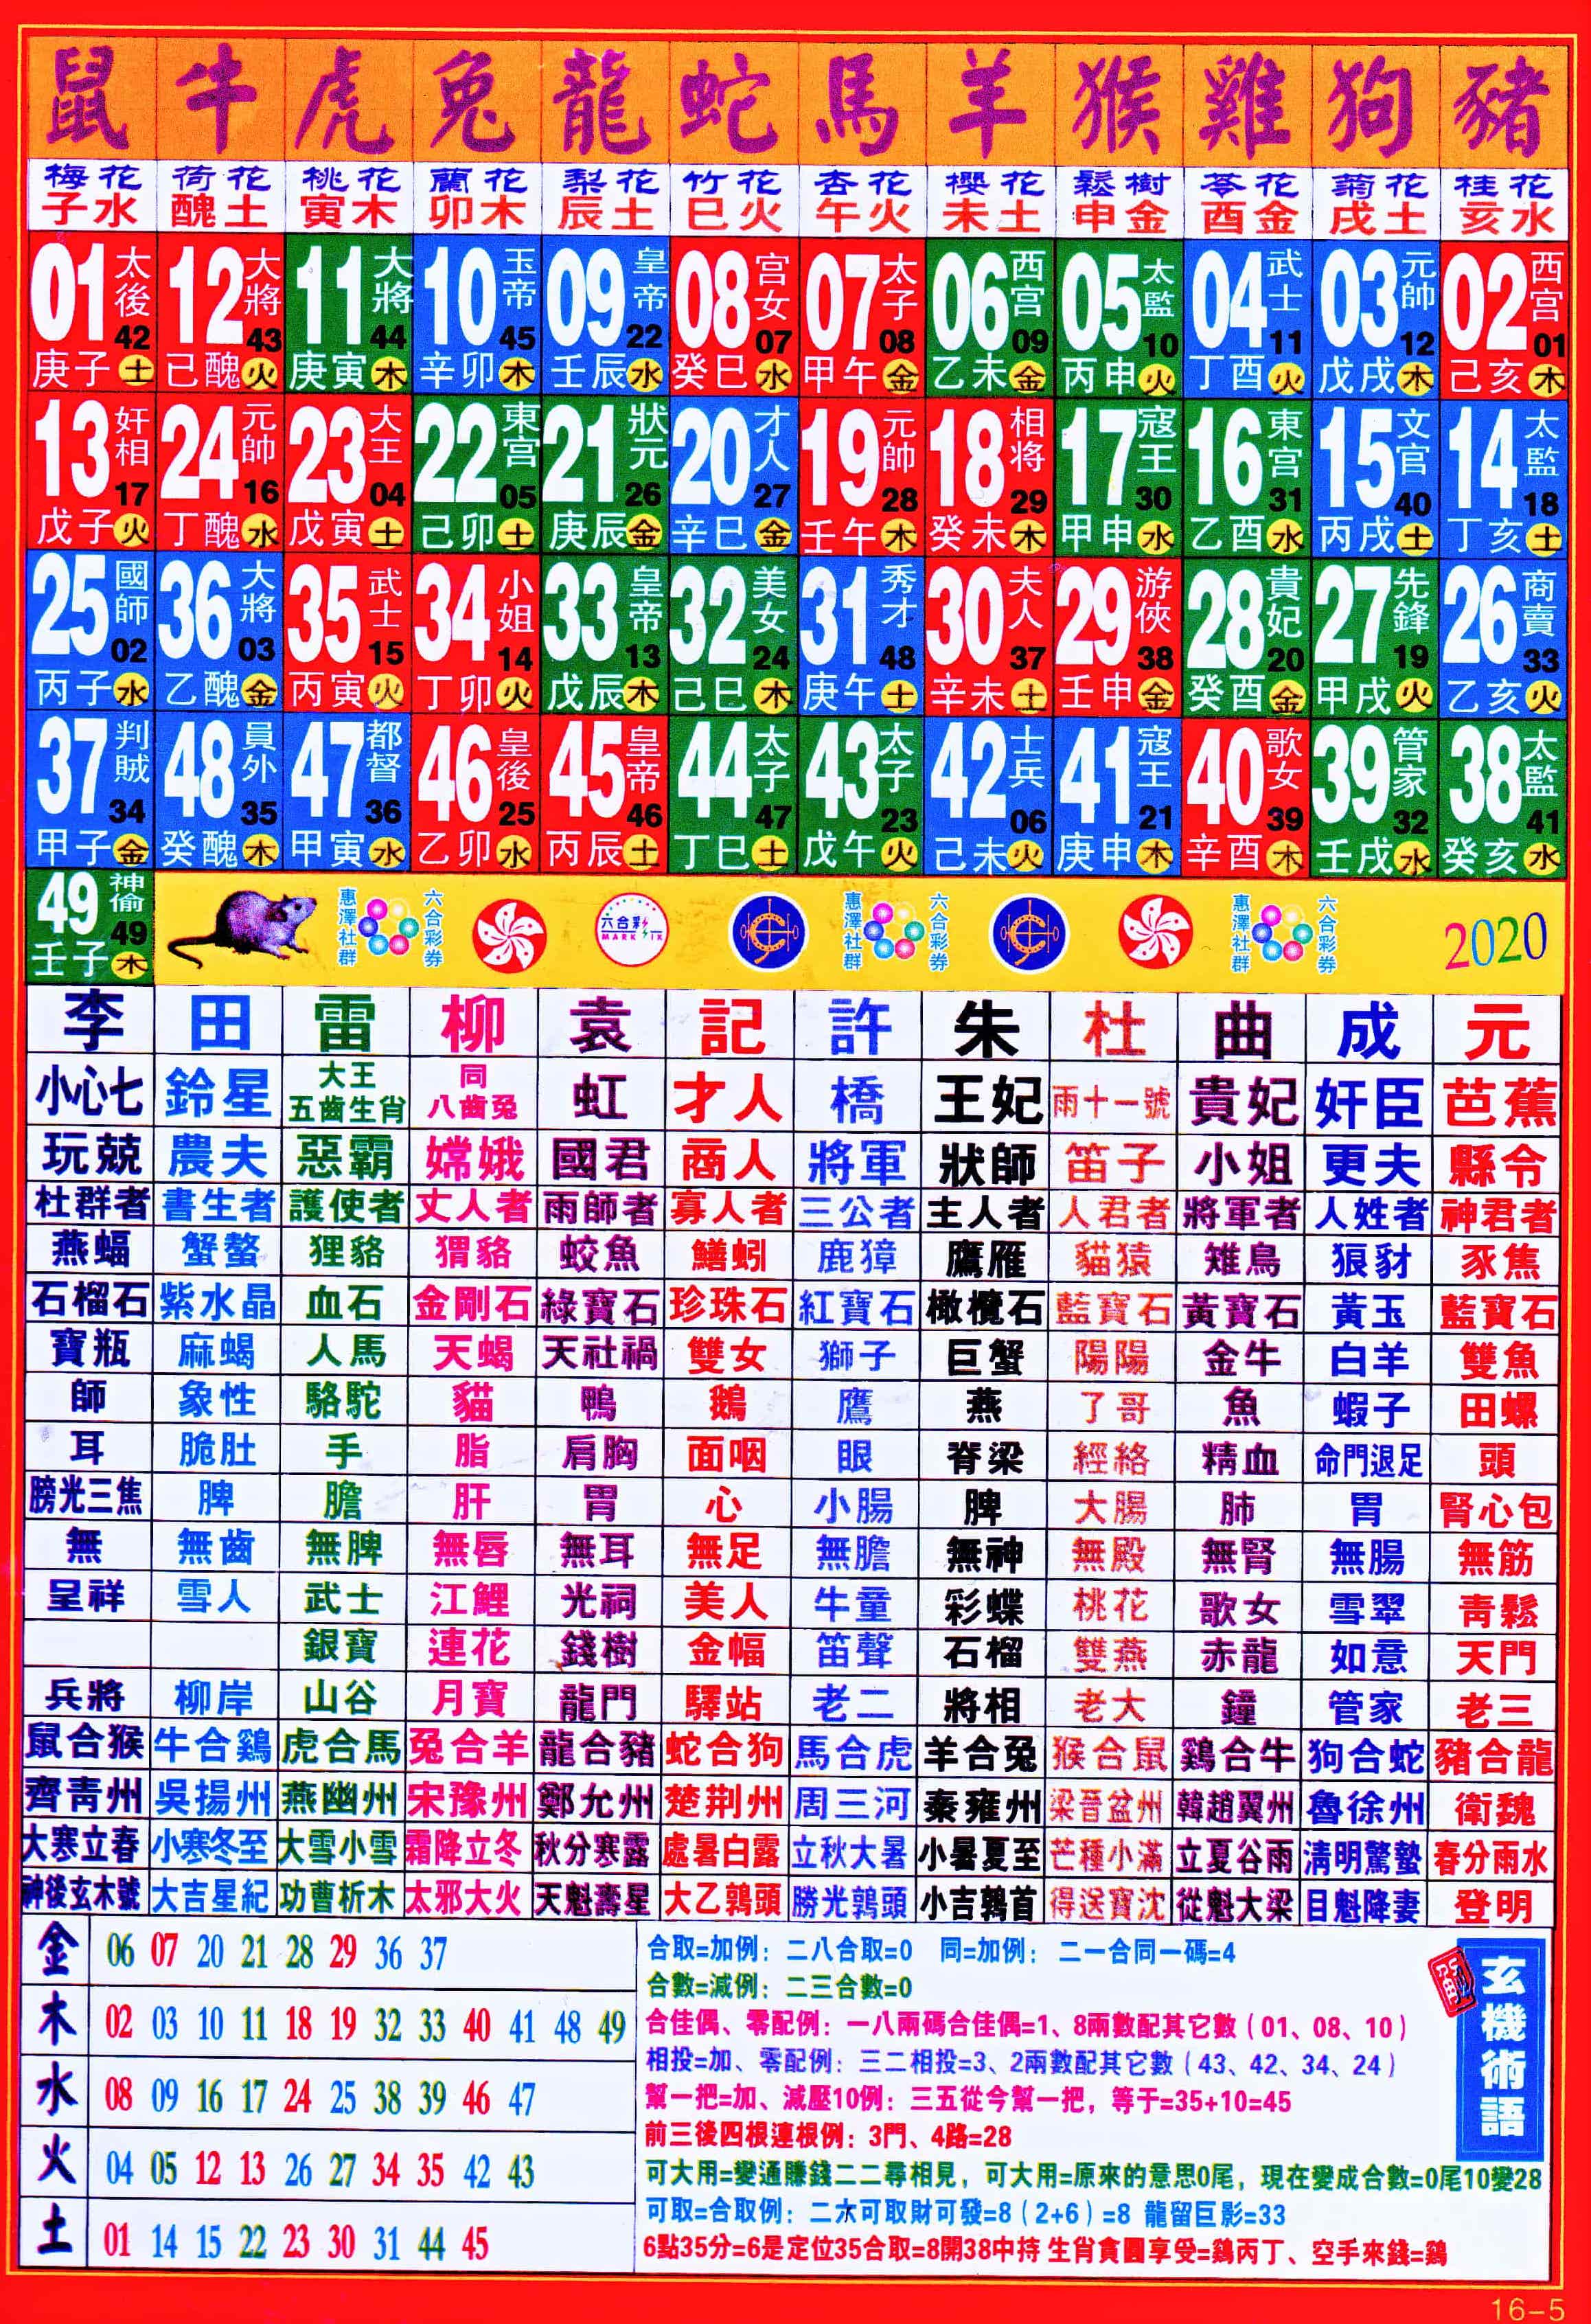 鼠 牛 虎 兔 龍 蛇 馬 羊 猴 雞 狗 豬
梅花 荷花 桃花 蘭花 梨花 竹花 杏花 櫻花 鬆樹 苓花 菊花 桂花
子水 醜土 寅木 卯木 辰土 巳火 午火 未土 申金 酉金 戌土 亥水
01 太後 42 12 大將 43 11 大將 44 10 玉帝 45 09 皇帝 22 08 宮女 07 07 太子 08 06 西宮 09 05 太監 10 04 武士 11 03 元帥 12 02 西宮 01
庚子 土 己醜 火 庚寅 木 辛卯 木 壬辰 水 癸巳 水 甲午 金 乙未 金 丙申 火 丁酉 火 戊戌 木 己亥 木
13 奸相 17 24 元帥 16 23 大王 04 22 東宮 05 21 狀元 26 20 才人 27 19 元帥 28 18 相將 29 17 寇王 30 16 東宮 31 15 文官 40 14 太監 18
戊子 火 丁醜 水 戊寅 土 己卯 土 庚辰 金 辛巳 金 壬午 木 癸未 木 甲申 水 乙酉 水 丙戌 土 丁亥 土
25 國師 02 36 大將 03 35 武士 15 34 小姐 14 33 皇帝 13 32 美女 24 31 秀才 48 30 夫人 37 29 游俠 38 28 貴妃 20 27 先鋒 19 26 商賣 33
丙子 水 乙醜 金 丙寅 火 丁卯 火 戊辰 木 己巳 木 庚午 土 辛未 土 壬申 金 癸酉 金 甲戌 火 乙亥 火
37 判賊 34 48 員外 35 47 都督 36 46 皇後 25 45 皇帝 46 44 太子 47 43 太子 23 42 士兵 06 41 寇王 21 40 歌女 39 39 管家 32 38 太監 41
甲子 金 癸醜 木 甲寅 水 乙卯 水 丙辰 土 丁巳 土 戊午 火 己未 火 庚申 木 辛酉 木 壬戌 水 癸亥 水
49 神偷 49
壬子 木
惠澤社群 六合彩券 六合彩 MARK SIX 惠澤社群 六合彩券 惠澤社群 六合彩券 2020
李 田 雷 柳 袁 記 許 朱 杜 曲 成 元
小心七 鈴星 大王 五齒生肖 同 八齒兔 虹 才人 橋 王妃 雨十一號 貴妃 奸臣 芭蕉
玩兢 農夫 惡霸 嫦娥 國君 商人 將軍 狀師 笛子 小姐 更夫 縣令
杜群者 書生者 護使者 丈人者 雨師者 寡人者 三公者 主人者 人君者 將軍者 人姓者 神君者
燕蝠 蟹螯 狸貉 猬貉 蛟魚 鱔蚓 鹿獐 鷹雁 貓猿 雉鳥 狼豺 豕焦
石榴石 紫水晶 血石 金剛石 綠寶石 珍珠石 紅寶石 橄欖石 藍寶石 黃寶石 黃玉 藍寶石
寶瓶 麻蝎 人馬 天蝎 天社禍 雙女 獅子 巨蟹 陽陽 金牛 白羊 雙魚
師 象性 駱駝 貓 鴨 鵝 鷹 燕 了哥 魚 蝦子 田螺
耳 脆肚 手 脂 肩胸 面咽 眼 脊梁 經絡 精血 命門退足 頭
膀光三焦 脾 膽 肝 胃 心 小腸 脾 大腸 肺 胃 腎心包
無 無齒 無脾 無唇 無耳 無足 無膽 無神 無殿 無腎 無腸 無筋
呈祥 雪人 武士 江鯉 光祠 美人 牛童 彩蝶 桃花 歌女 雪翠 青鬆
銀寶 連花 錢樹 金幅 笛聲 石榴 雙燕 赤龍 如意 天門
兵將 柳岸 山谷 月寶 龍門 驛站 老二 將相 老大 鐘 管家 老三
鼠合猴 牛合鷄 虎合馬 兔合羊 龍合豬 蛇合狗 馬合虎 羊合兔 猴合鼠 鷄合牛 狗合蛇 豬合龍
齊青州 吳揚州 燕幽州 宋豫州 鄭允州 楚荆州 周三河 秦雍州 梁晉盆州 韓趙翼州 魯徐州 衛魏
大寒立春 小寒冬至 大雪小雪 霜降立冬 秋分寒露 處暑白露 立秋大暑 小暑夏至 芒種小滿 立夏谷雨 清明驚蟄 春分雨水
神後玄木號 大吉星紀 功曹析木 太邪大火 天魁壽星 大乙鶉頭 勝光鶉頭 小吉鶉首 得送寶沈 從魁大梁 目魁降妻 登明
金 06 07 20 21 28 29 36 37
木 02 03 10 11 18 19 32 33 40 41 48 49
水 08 09 16 17 24 25 38 39 46 47
火 04 05 12 13 26 27 34 35 42 43
土 01 14 15 22 23 30 31 44 45
合取=加例：二八合取=0 同=加例：二一合同一碼=4
合數=減例：二三合數=0
合佳偶、零配例：一八兩碼合佳偶=1、8兩數配其它數（01、08、10）
相投=加、零配例：三二相投=3、2兩數配其它數（43、42、34、24）
幫一把=加、減壓10例：三五從今幫一把，等于=35+10=45
前三後四根連根例：3門、4路=28
可大用=變通賺錢二二尋相見，可大用=原來的意思0尾，現在變成合數=0尾10變28
可取=合取例：二六可取財可發=8（2+6）=8 龍留巨影=33
6點35分=6是定位35合取=8開38中持 生肖貪圓享受=鷄丙丁、空手來錢=鷄
解
玄機術語
16-5